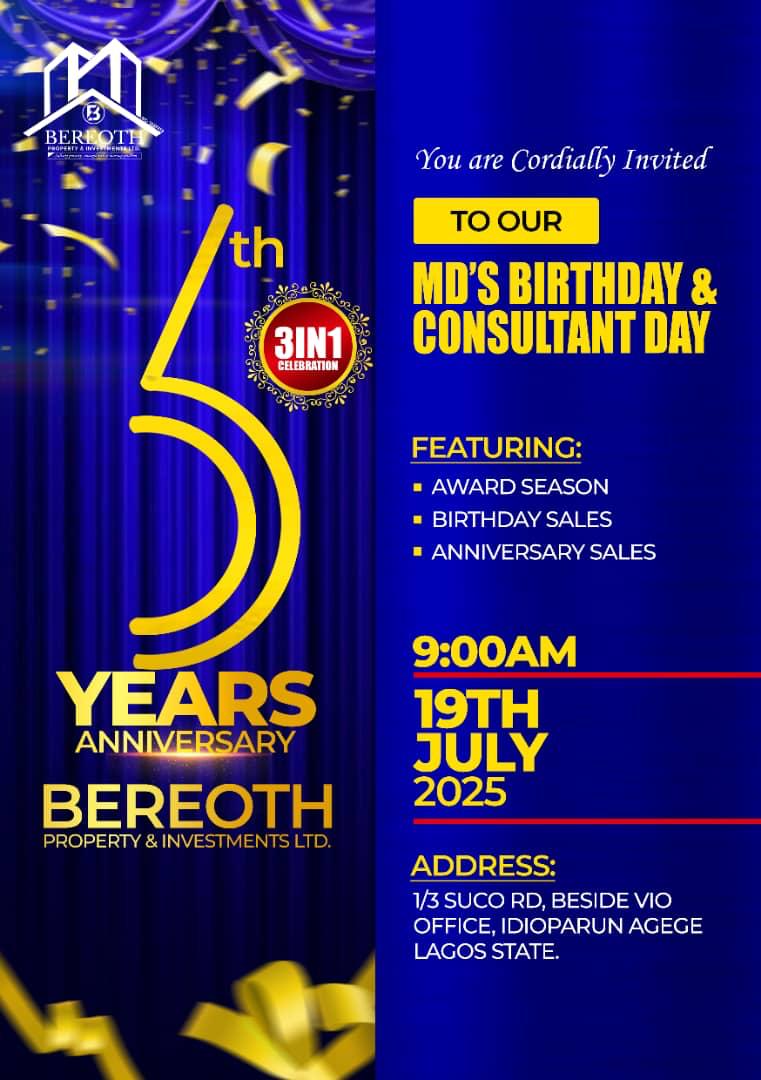 BEREOTH
PROPERTY & INVESTMENTS LTD.
5th
3IN1
CELEBRATION
YEARS
ANNIVERSARY
BEREOTH
PROPERTY & INVESTMENTS LTD.
You are Cordially Invited
TO OUR
MD'S BIRTHDAY &
CONSULTANT DAY
FEATURING:
▪ AWARD SEASON
▪ BIRTHDAY SALES
▪ ANNIVERSARY SALES
9:00AM
19TH
JULY
2025
ADDRESS:
1/3 SUCO RD, BESIDE VIO
OFFICE, IDIOPARUN AGEGE
LAGOS STATE.